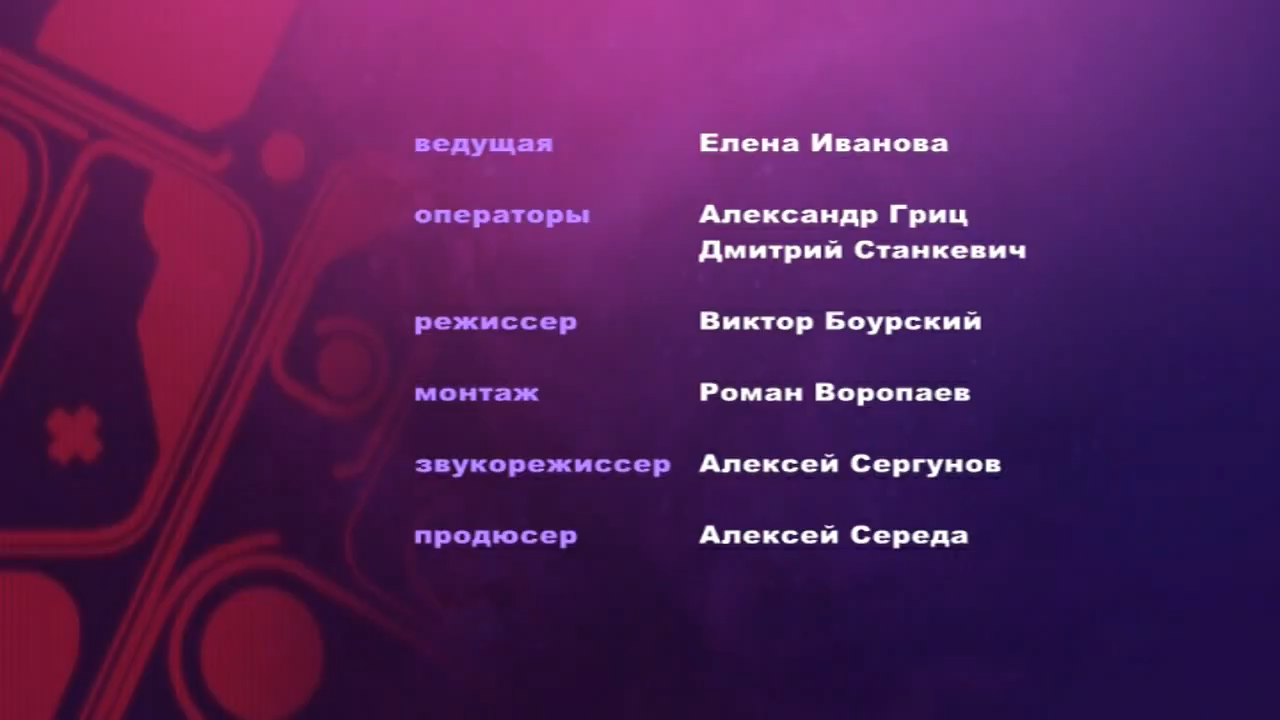 ведущая Елена Иванова
операторы Александр Гриц
Дмитрий Станкевич
режиссер Виктор Боурский
монтаж Роман Воропаев
звукорежиссер Алексей Сергунов
продюсер Алексей Середа